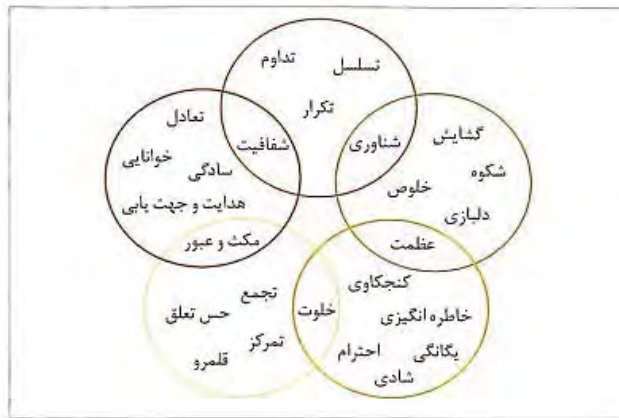 تداوم
تسلسل
تکرار
شفافیت
شناوری
تعادل
خوانایی
سادگی
هدایت و جهت یابی
مکث و عبور
گشایش
شکوه
خلوص
دلبازی
عظمت
کنجکاوی
خاطره انگیزی
یگانگی
احترام
شادی
خلوت
تجمع
حس تعلق
تمرکز
قلمرو